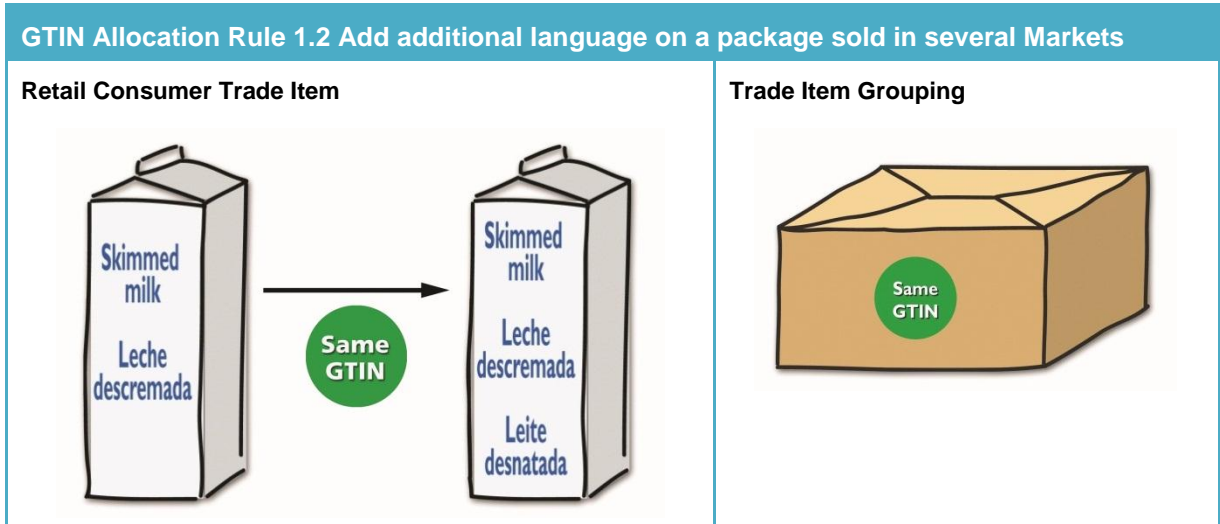 GTIN Allocation Rule 1.2 Add additional language on a package sold in several Markets
Retail Consumer Trade Item
Skimmed
milk
Leche
descremada
Same
GTIN
Skimmed
milk
Leche
descremada
Leite
desnatada
Trade Item Grouping
Same
GTIN